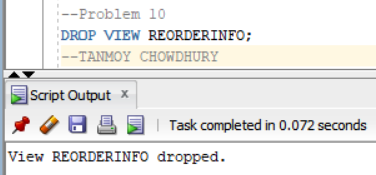 --Problem 10
DROP VIEW REORDERINFO;
--TANMOY CHOWDHURY
Script Output x
Task completed in 0.072 seconds
View REORDERINFO dropped.